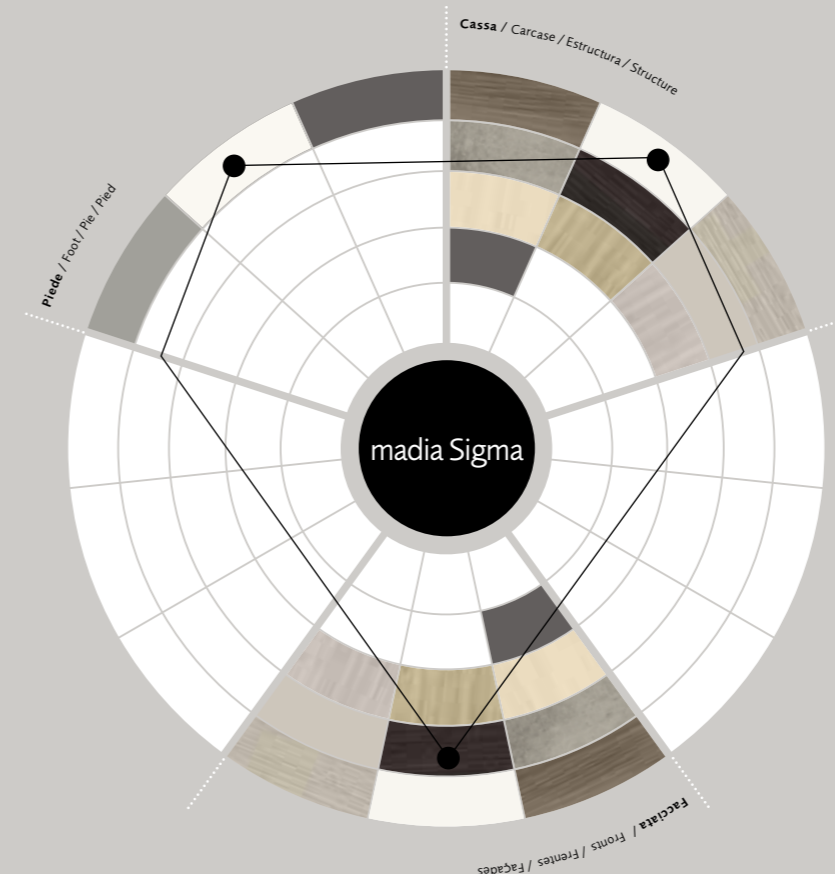 Cassa / Carcase / Estructura / Structure
Piede / Foot / Pie / Pied
madia Sigma
Facciata / Fronts / Frentes / Façades